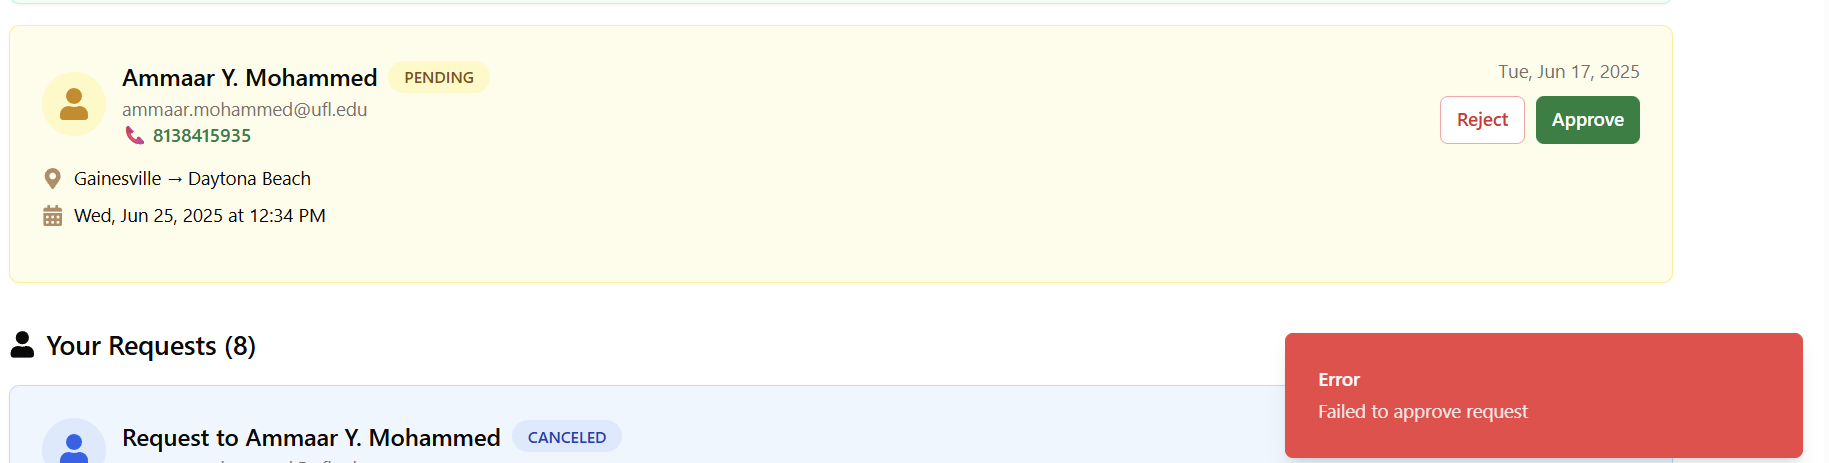 Ammaar Y. Mohammed PENDING
Tue, Jun 17, 2025
ammaar.mohammed@ufl.edu
8138415935
Reject Approve
Gainesville → Daytona Beach
Wed, Jun 25, 2025 at 12:34 PM
Your Requests (8)
Error
Failed to approve request
Request to Ammaar Y. Mohammed CANCELED